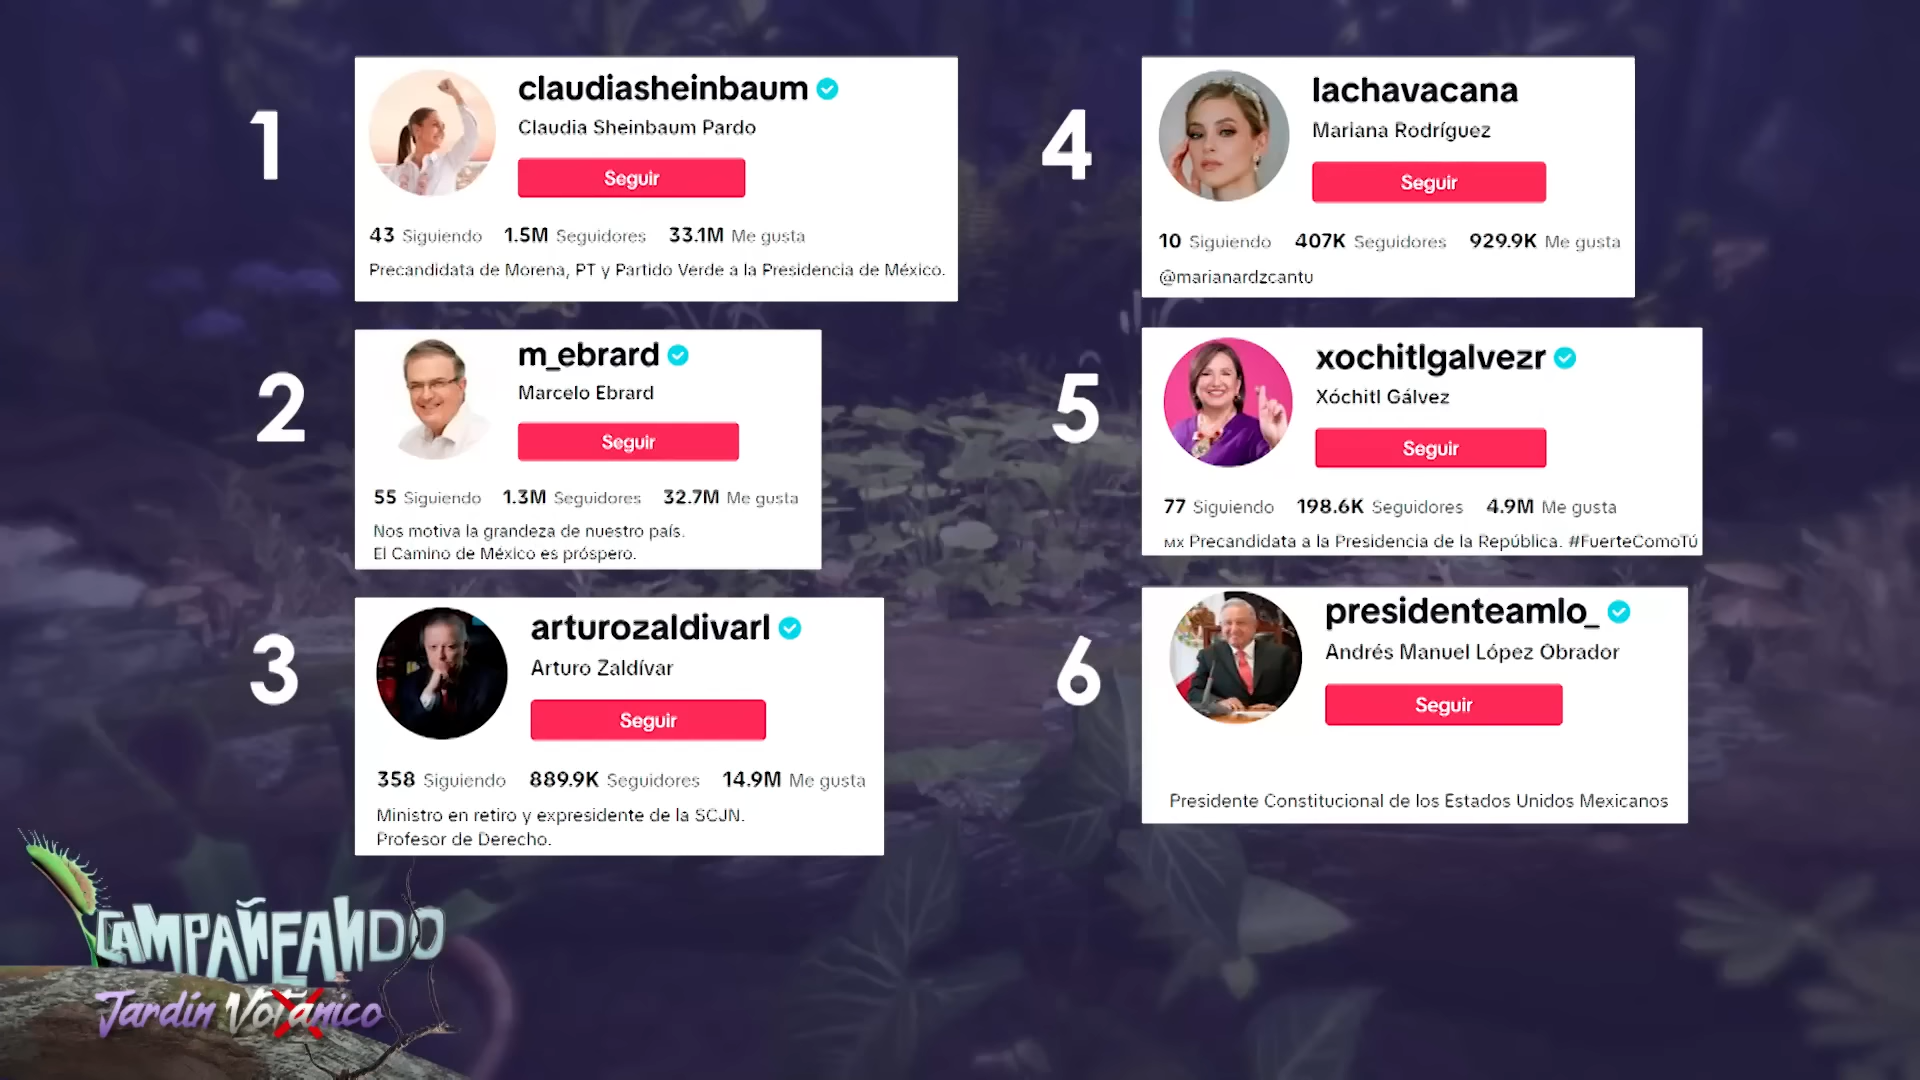 1
claudiasheinbaum
Claudia Sheinbaum Pardo
Seguir
43 Siguiendo 1.5M Seguidores 33.1M Me gusta
Precandidata de Morena, PT y Partido Verde a la Presidencia de México.
2
m_ebrard
Marcelo Ebrard
Seguir
55 Siguiendo 1.3M Seguidores 32.7M Me gusta
Nos motiva la grandeza de nuestro país.
El Camino de México es próspero.
3
arturozaldivarl
Arturo Zaldívar
Seguir
358 Siguiendo 889.9K Seguidores 14.9M Me gusta
Ministro en retiro y expresidente de la SCJN.
Profesor de Derecho.
4
lachavacana
Mariana Rodríguez
Seguir
10 Siguiendo 407K Seguidores 929.9K Me gusta
@marianardzcantu
5
xochitlgalvezr
Xóchitl Gálvez
Seguir
77 Siguiendo 198.6K Seguidores 4.9M Me gusta
MX Precandidata a la Presidencia de la República. #FuerteComoTú
6
presidenteamlo_
Andrés Manuel López Obrador
Seguir
Presidente Constitucional de los Estados Unidos Mexicanos
CAMPAÑEANDO
Jardín Votánico